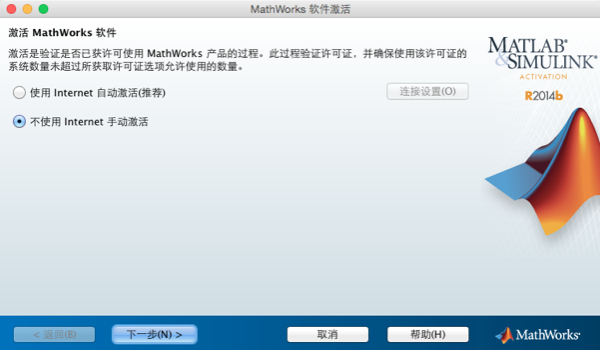 MathWorks 软件激活
激活 MathWorks 软件
激活是验证是否已获许可使用 MathWorks 产品的过程。此过程验证许可证，并确保使用该许可证的
系统数量未超过所获取许可证选项允许使用的数量。
MATLAB®
&SIMULINK®
ACTIVATION
R2014b
使用 Internet 自动激活(推荐)
连接设置(O)
不使用 Internet 手动激活
< 返回(B)
下一步(N) >
取消
帮助(H)
MathWorks®